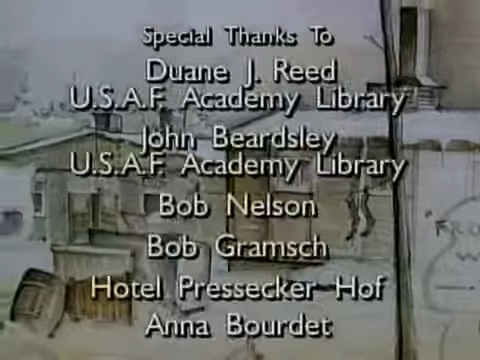 Special Thanks To
Duane J. Reed
U.S.A.F. Academy Library
John Beardsley
U.S.A.F. Academy Library
Bob Nelson
Bob Gramsch
Hotel Pressecker Hof
Anna Bourdet